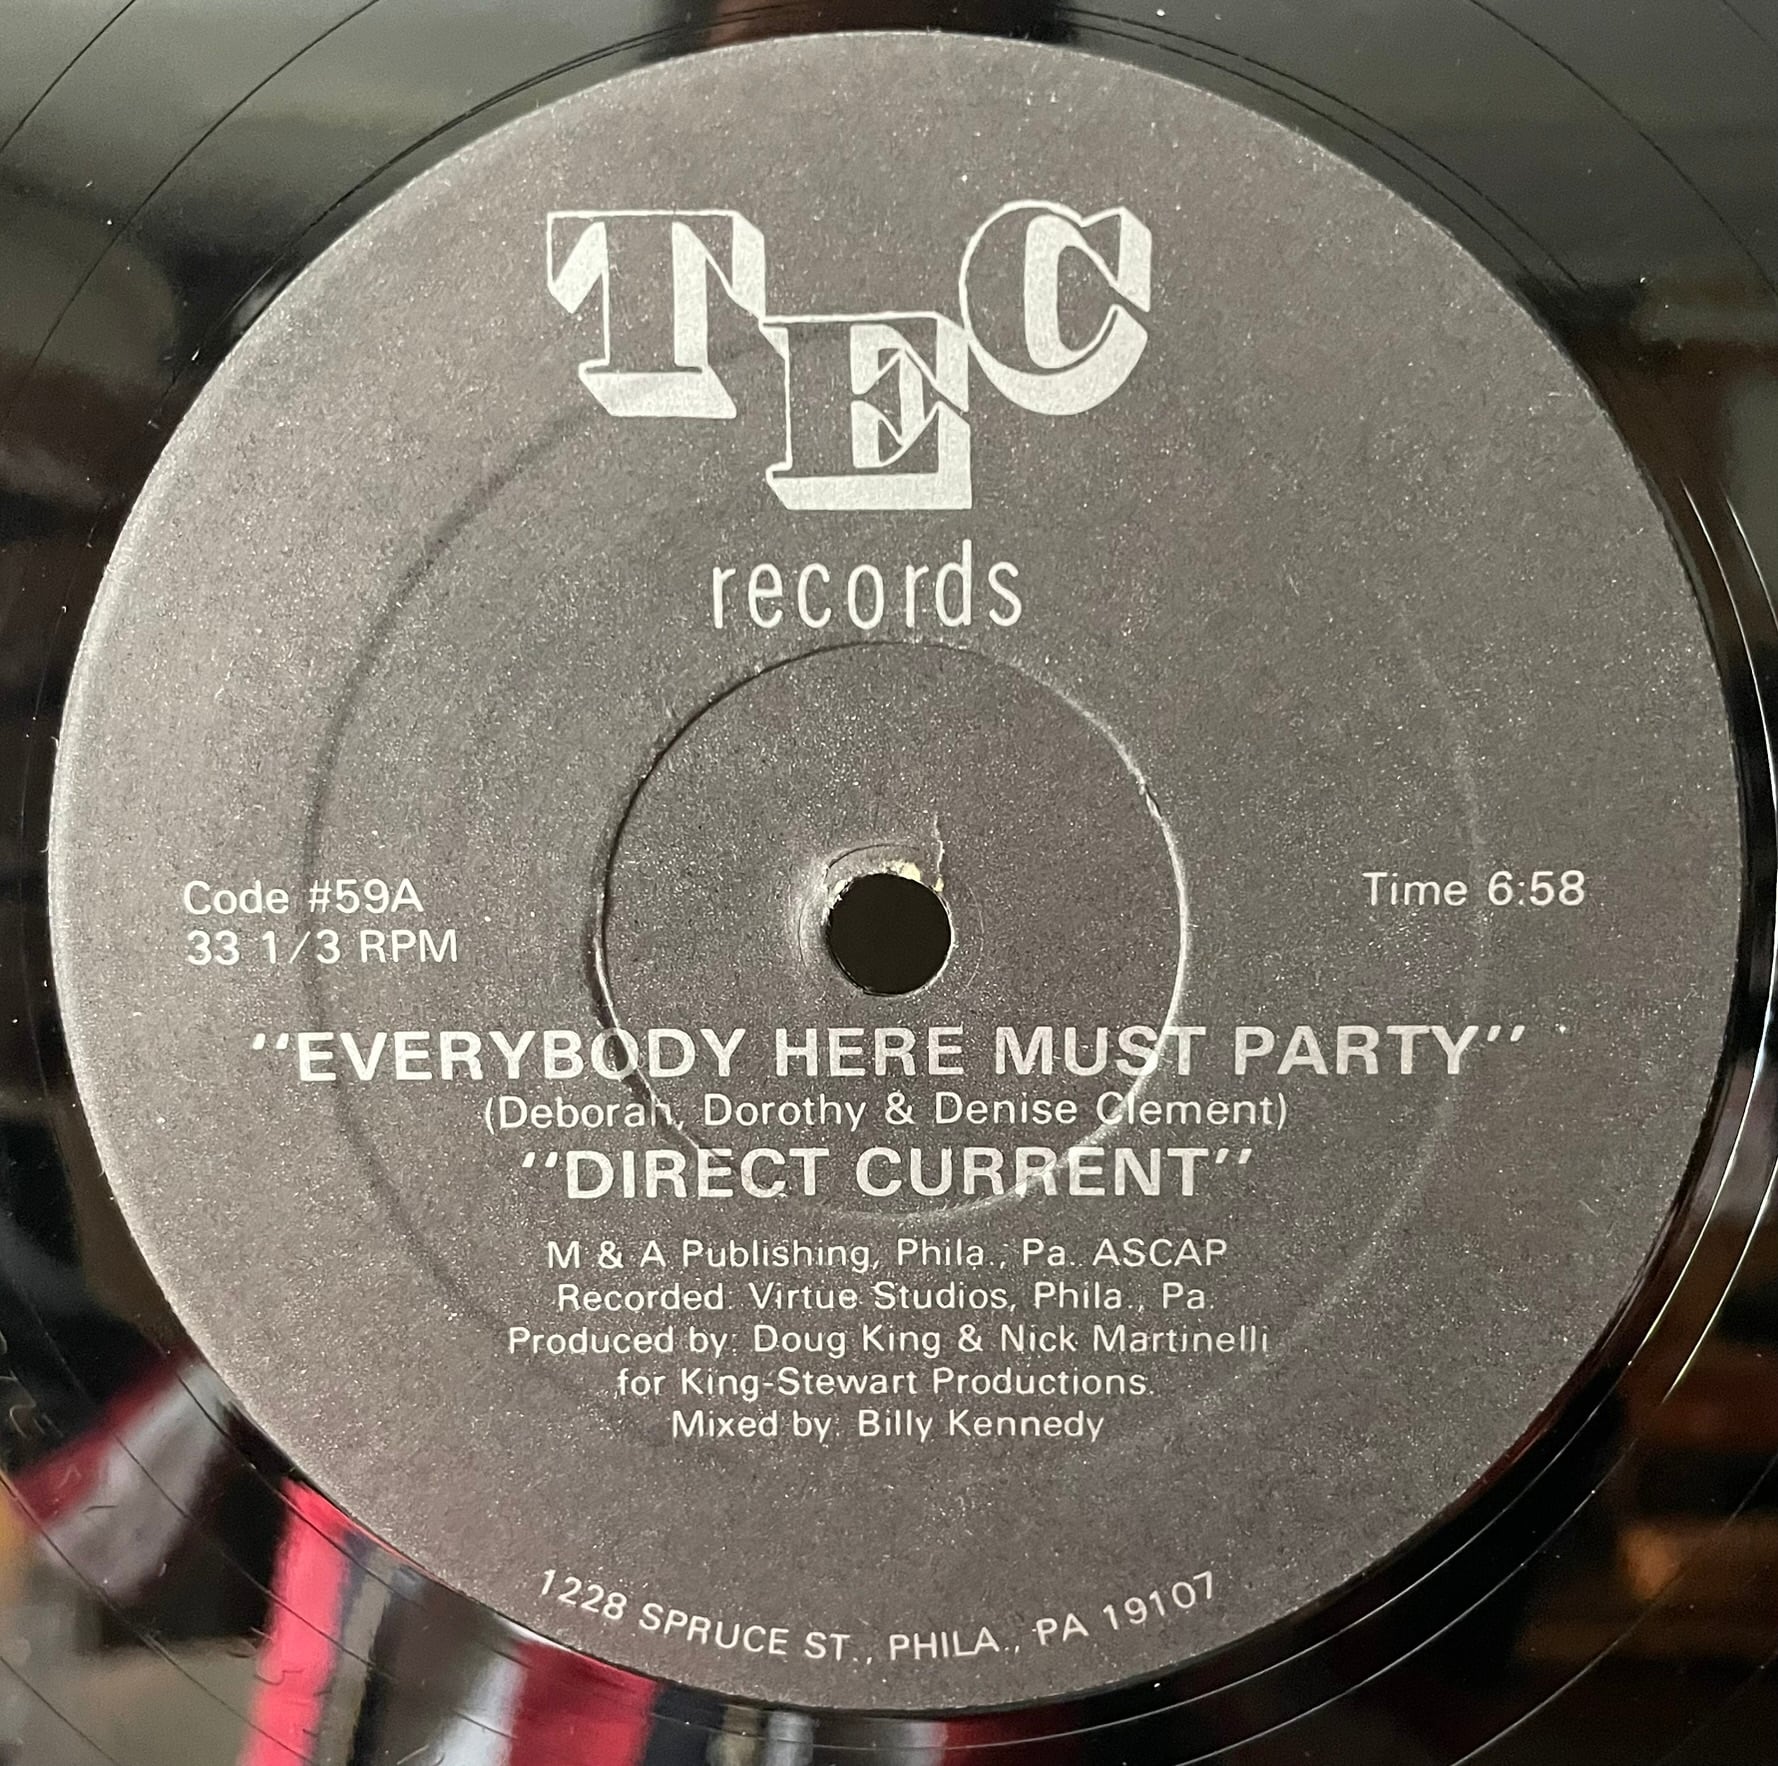 TEC
records
Code #59A
33 1/3 RPM
Time 6:58
"EVERYBODY HERE MUST PARTY"
(Deborah, Dorothy & Denise Clement)
"DIRECT CURRENT"
M & A Publishing, Phila., Pa. ASCAP
Recorded: Virtue Studios, Phila., Pa.
Produced by: Doug King & Nick Martinelli
for King-Stewart Productions.
Mixed by: Billy Kennedy
1228 SPRUCE ST., PHILA., PA 19107